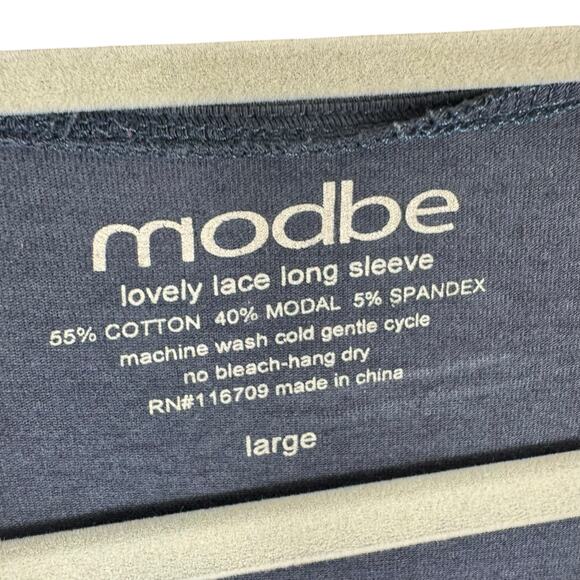 modbe
lovely lace long sleeve
55% COTTON 40% MODAL 5% SPANDEX
machine wash cold gentle cycle
no bleach-hang dry
RN#116709 made in china
large